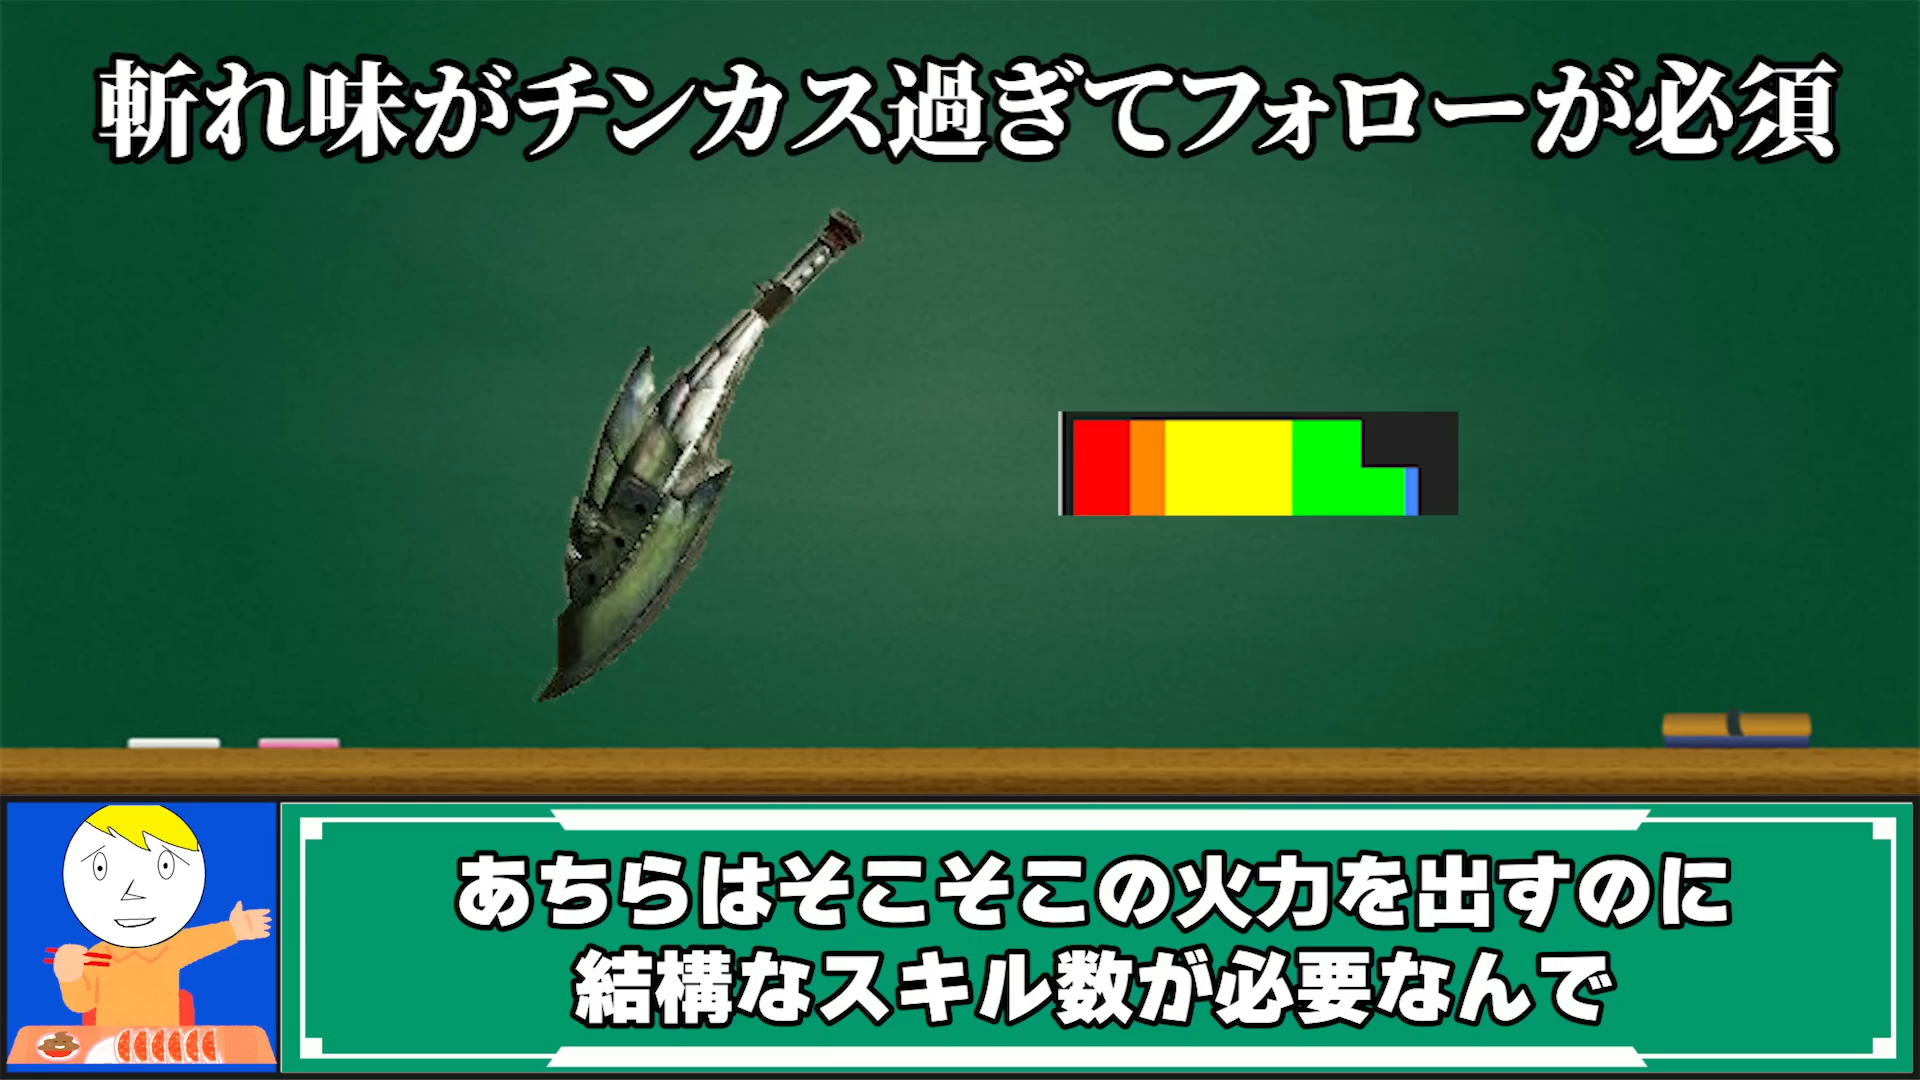 斬れ味がチンカス過ぎてフォローが必須
あちらはそこそこの火力を出すのに
結構なスキル数が必要なんで